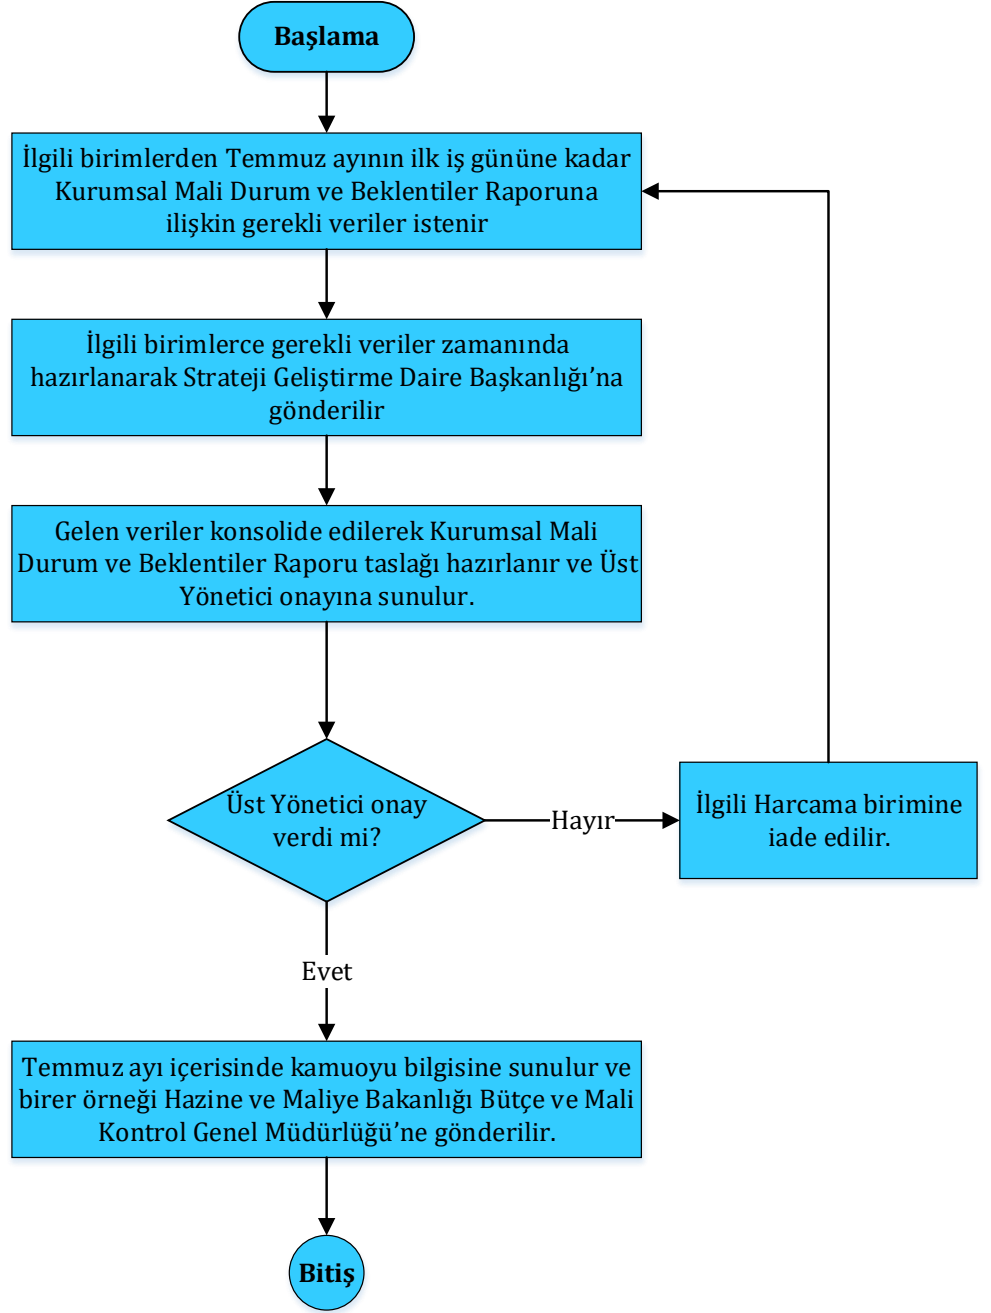 Başlama
İlgili birimlerden Temmuz ayının ilk iş gününe kadar
Kurumsal Mali Durum ve Beklentiler Raporuna
ilişkin gerekli veriler istenir
İlgili birimlerce gerekli veriler zamanında
hazırlanarak Strateji Geliştirme Daire Başkanlığı’na
gönderilir
Gelen veriler konsolide edilerek Kurumsal Mali
Durum ve Beklentiler Raporu taslağı hazırlanır ve Üst
Yönetici onayına sunulur.
Üst Yönetici onay
verdi mi?
Hayır
İlgili Harcama birimine
iade edilir.
Evet
Temmuz ayı içerisinde kamuoyu bilgisine sunulur ve
birer örneği Hazine ve Maliye Bakanlığı Bütçe ve Mali
Kontrol Genel Müdürlüğü’ne gönderilir.
Bitiş